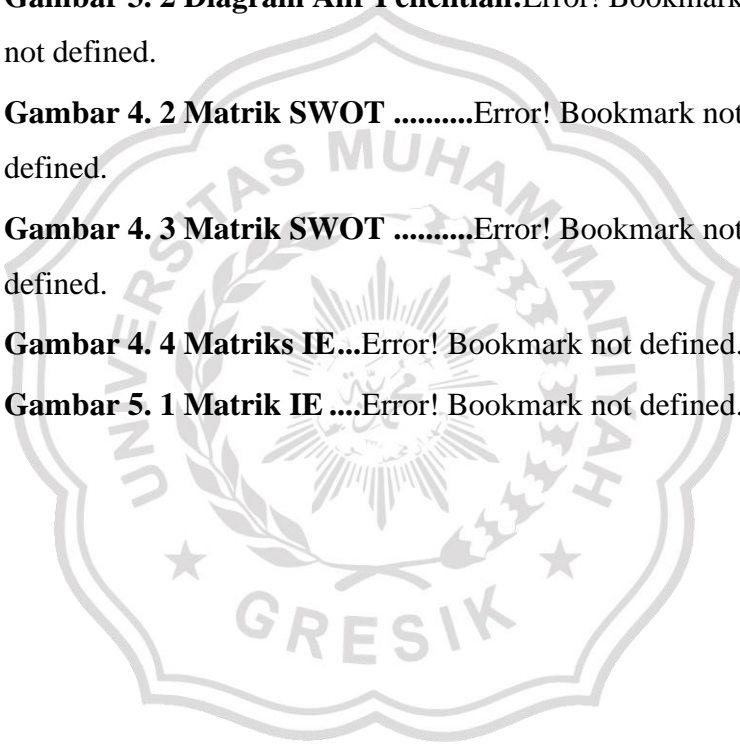 Gambar 3. 2 Diagram Alir Penelitian.Error! Bookmark
not defined.
Gambar 4. 2 Matrik SWOT ..........Error! Bookmark not
defined.
Gambar 4. 3 Matrik SWOT ..........Error! Bookmark not
defined.
Gambar 4. 4 Matriks IE...Error! Bookmark not defined.
Gambar 5. 1 Matrik IE ....Error! Bookmark not defined.
UNIVERSITAS MUHAMMADIYAH
GRESIK